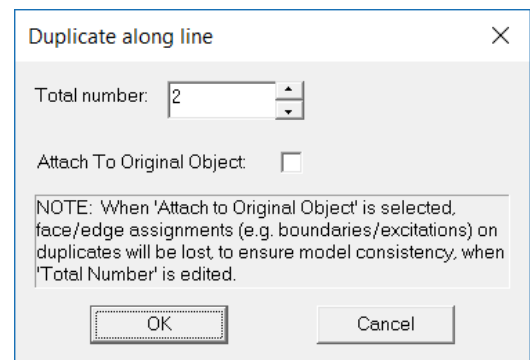 Duplicate along line
Total number: 2
Attach To Original Object:
NOTE: When 'Attach to Original Object' is selected,
face/edge assignments (e.g. boundaries/excitations) on
duplicates will be lost, to ensure model consistency, when
'Total Number' is edited.
OK Cancel